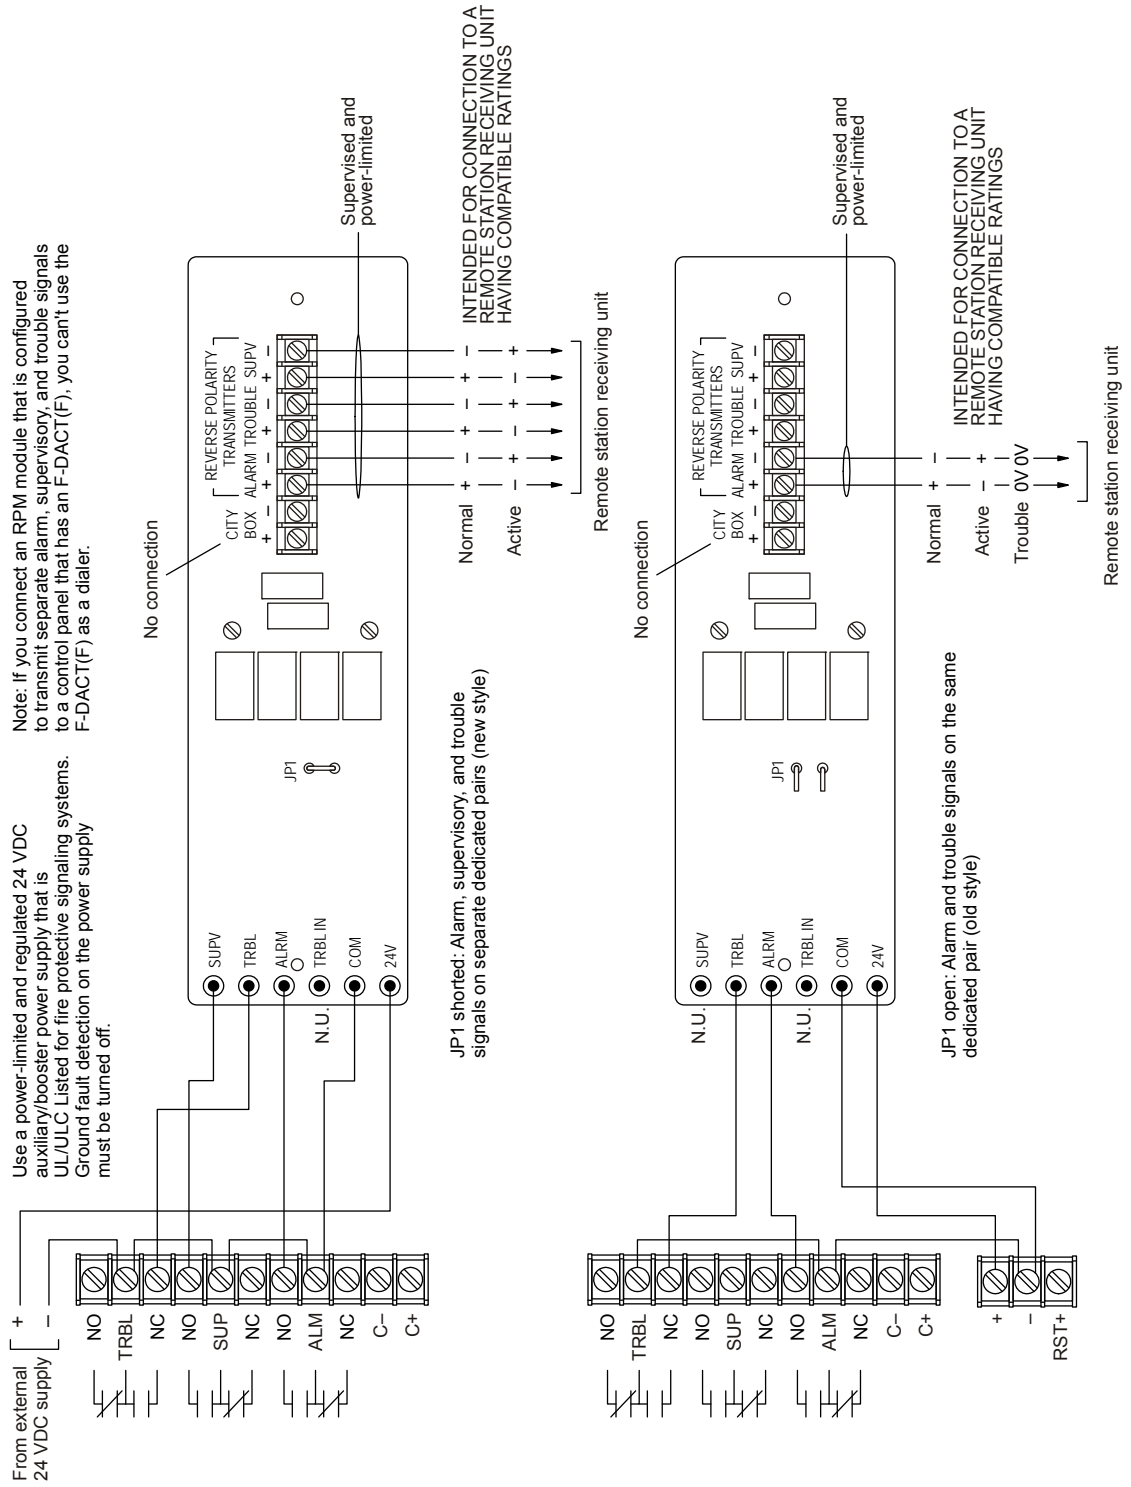 From external
24 VDC supply
+
–
Use a power-limited and regulated 24 VDC
auxiliary/booster power supply that is
UL/ULC Listed for fire protective signaling systems.
Ground fault detection on the power supply
must be turned off.
Note: If you connect an RPM module that is configured
to transmit separate alarm, supervisory, and trouble signals
to a control panel that has an F-DACT(F), you can't use the
F-DACT(F) as a dialer.
NO
TRBL
NC
NO
SUP
NC
NO
ALM
NC
C–
C+
SUPV
TRBL
ALRM
TRBL IN
COM
24V
N.U.
JP1
No connection
CITY
BOX
REVERSE POLARITY
TRANSMITTERS
ALARM TROUBLE SUPV
+ – + – + – + –
Supervised and
power-limited
Normal + – + – + –
Active – + – + – +
INTENDED FOR CONNECTION TO A
REMOTE STATION RECEIVING UNIT
HAVING COMPATIBLE RATINGS
Remote station receiving unit
JP1 shorted: Alarm, supervisory, and trouble
signals on separate dedicated pairs (new style)
NO
TRBL
NC
NO
SUP
NC
NO
ALM
NC
C–
C+
+
–
RST+
N.U.
SUPV
TRBL
ALRM
TRBL IN
COM
24V
N.U.
JP1
No connection
CITY
BOX
REVERSE POLARITY
TRANSMITTERS
ALARM TROUBLE SUPV
+ – + – + – + –
Supervised and
power-limited
Normal + –
Active – +
Trouble 0V 0V
INTENDED FOR CONNECTION TO A
REMOTE STATION RECEIVING UNIT
HAVING COMPATIBLE RATINGS
Remote station receiving unit
JP1 open: Alarm and trouble signals on the same
dedicated pair (old style)